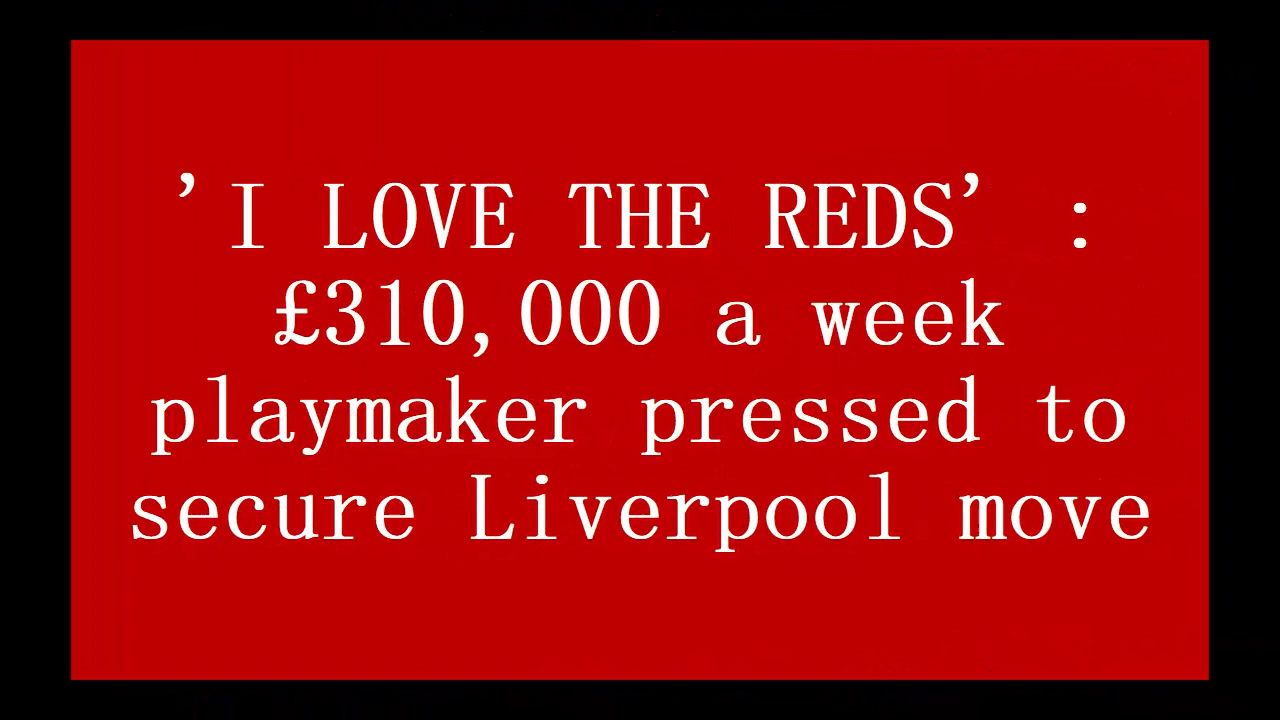 'I LOVE THE REDS' :
£310,000 a week
playmaker pressed to
secure Liverpool move